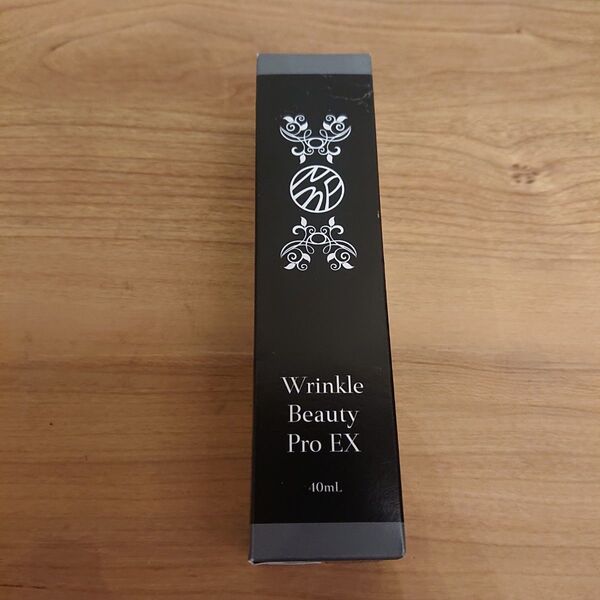 Wrinkle
Beauty
Pro EX
40mL